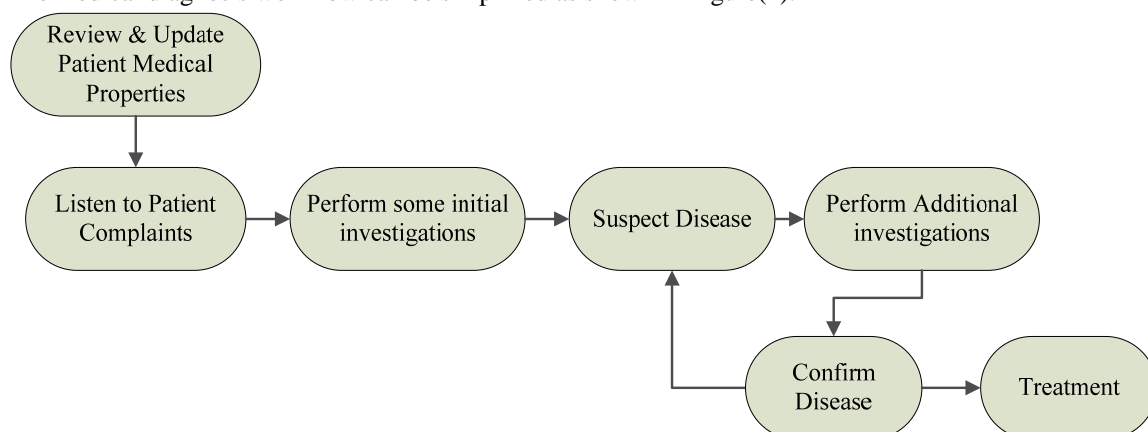 Review & Update
Patient Medical
Properties
Listen to Patient
Complaints
Perform some initial
investigations
Suspect Disease
Perform Additional
investigations
Confirm
Disease
Treatment